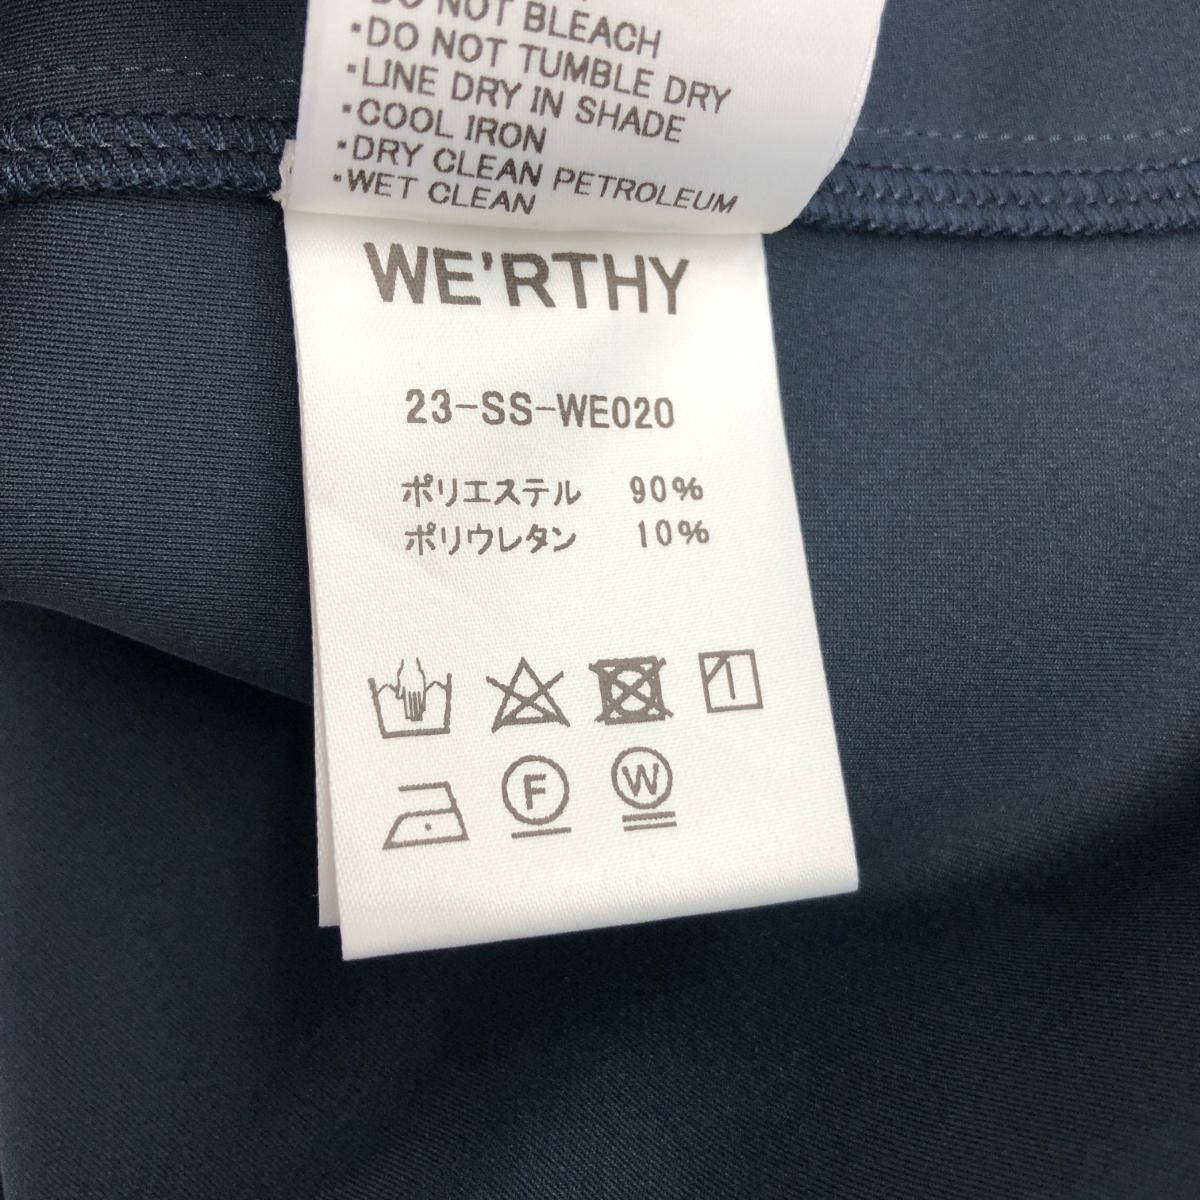 DO NOT BLEACH
・DO NOT TUMBLE DRY
・LINE DRY IN SHADE
・COOL IRON
・DRY CLEAN PETROLEUM
・WET CLEAN
WE'RTHY
23-SS-WE020
ポリエステル 90%
ポリウレタン 10%
F W